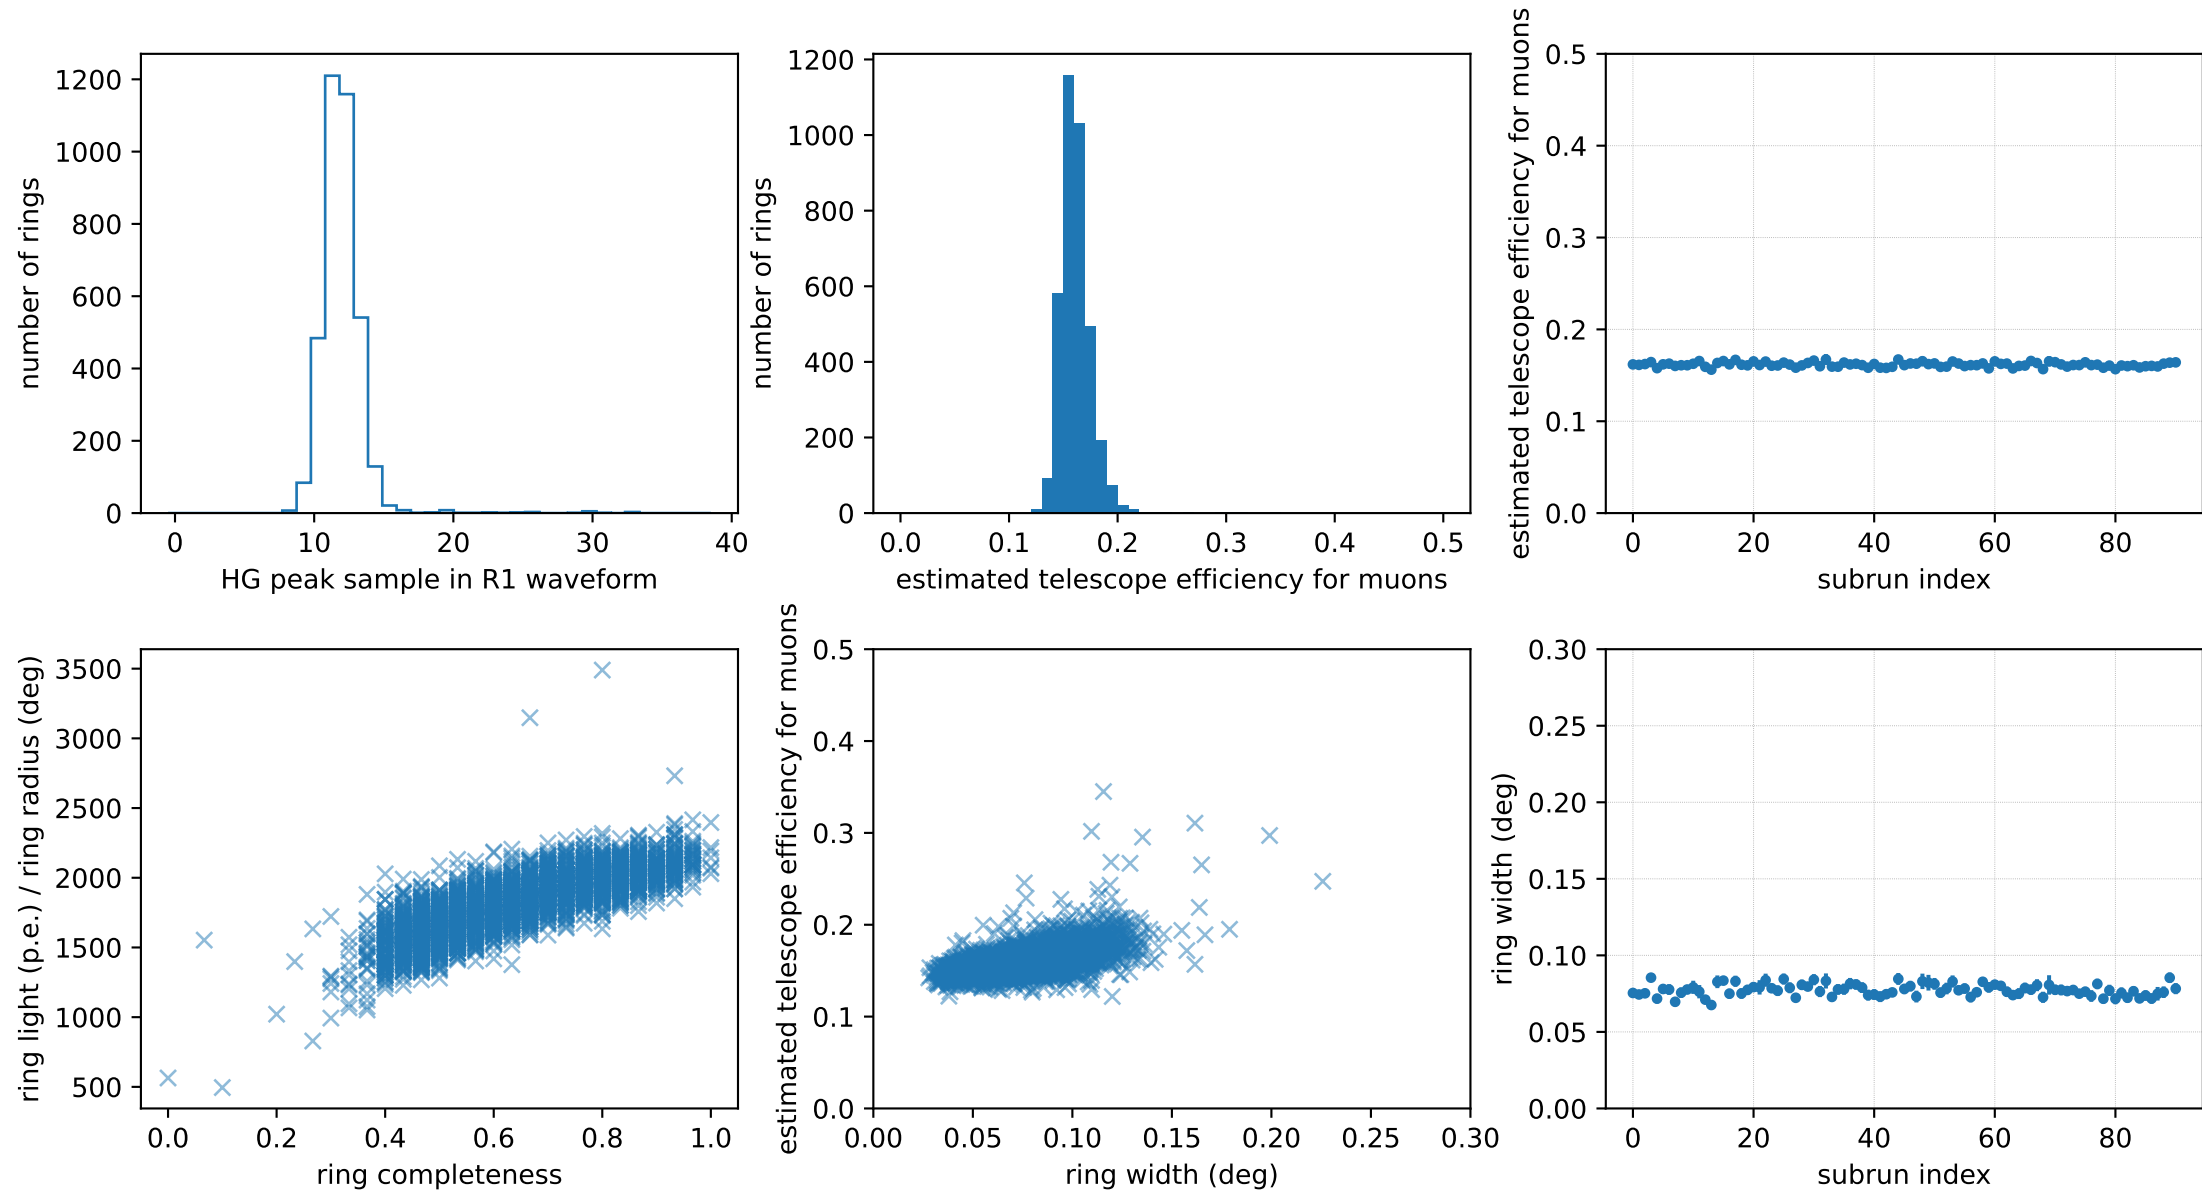 1200
1000
800
600
400
200
0
number of rings
0 10 20 30 40
HG peak sample in R1 waveform
1200
1000
800
600
400
200
0
number of rings
0.0 0.1 0.2 0.3 0.4 0.5
estimated telescope efficiency for muons
0.5
0.4
0.3
0.2
0.1
0.0
estimated telescope efficiency for muons
0 20 40 60 80
subrun index
3500
3000
2500
2000
1500
1000
500
ring light (p.e.) / ring radius (deg)
0.0 0.2 0.4 0.6 0.8 1.0
ring completeness
0.5
0.4
0.3
0.2
0.1
0.0
estimated telescope efficiency for muons
0.00 0.05 0.10 0.15 0.20 0.25 0.30
ring width (deg)
0.30
0.25
0.20
0.15
0.10
0.05
0.00
ring width (deg)
0 20 40 60 80
subrun index